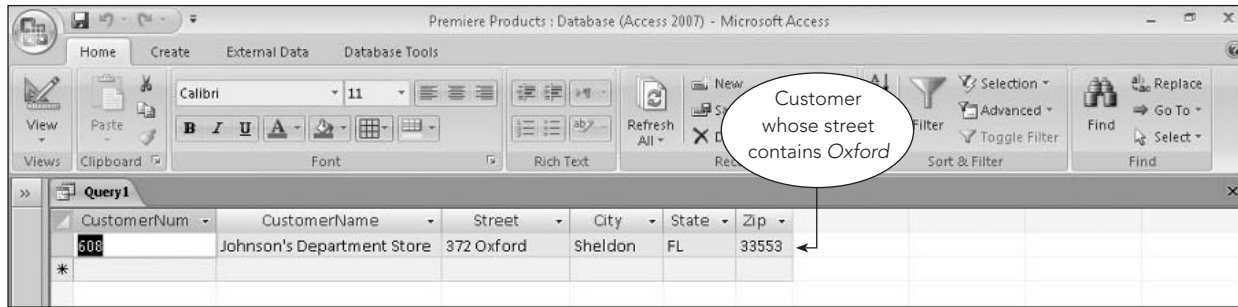 Premiere Products : Database (Access 2007) - Microsoft Access
Home Create External Data Database Tools
View
Paste
Calibri 11
B I U A
Refresh All
New
Filter
Selection
Advanced
Toggle Filter
Find
Replace
Go To
Select
Views Clipboard Font Rich Text Sort & Filter Find
Customer
whose street
contains Oxford
Query1
CustomerNum CustomerName Street City State Zip
608 Johnson's Department Store 372 Oxford Sheldon FL 33553